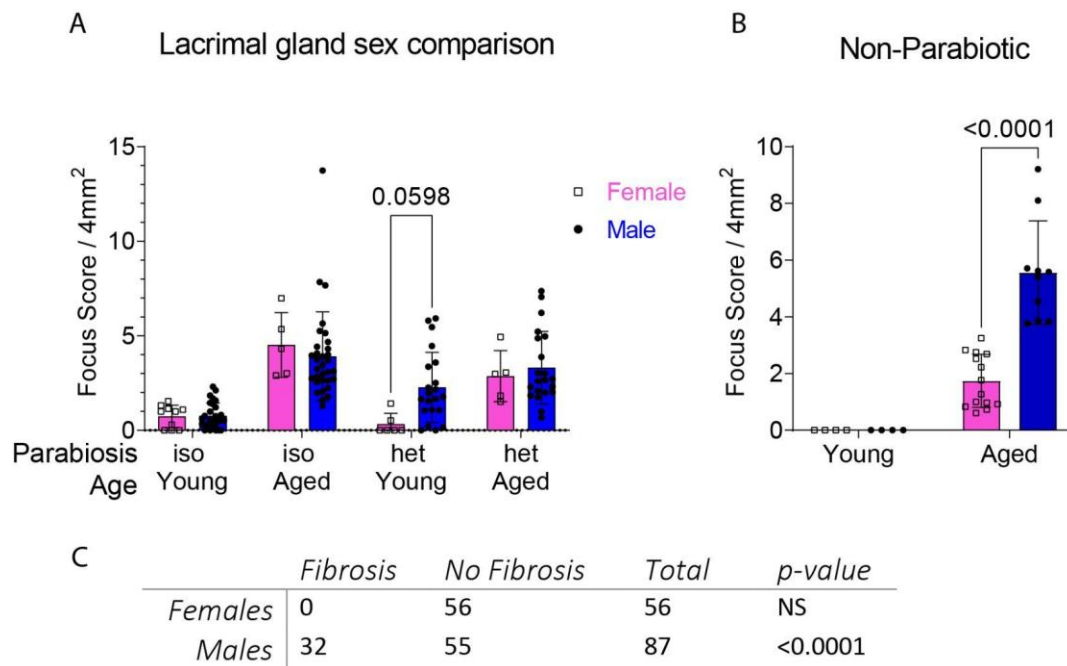 A
Lacrimal gland sex comparison
Focus Score / 4mm²
15
10
5
0
0.0598
Female
Male
Parabiosis iso iso het het
Age Young Aged Young Aged
B
Non-Parabiotic
Focus Score / 4mm²
10
8
6
4
2
0
<0.0001
Young Aged
C
Fibrosis No Fibrosis Total p-value
Females 0 56 56 NS
Males 32 55 87 <0.0001